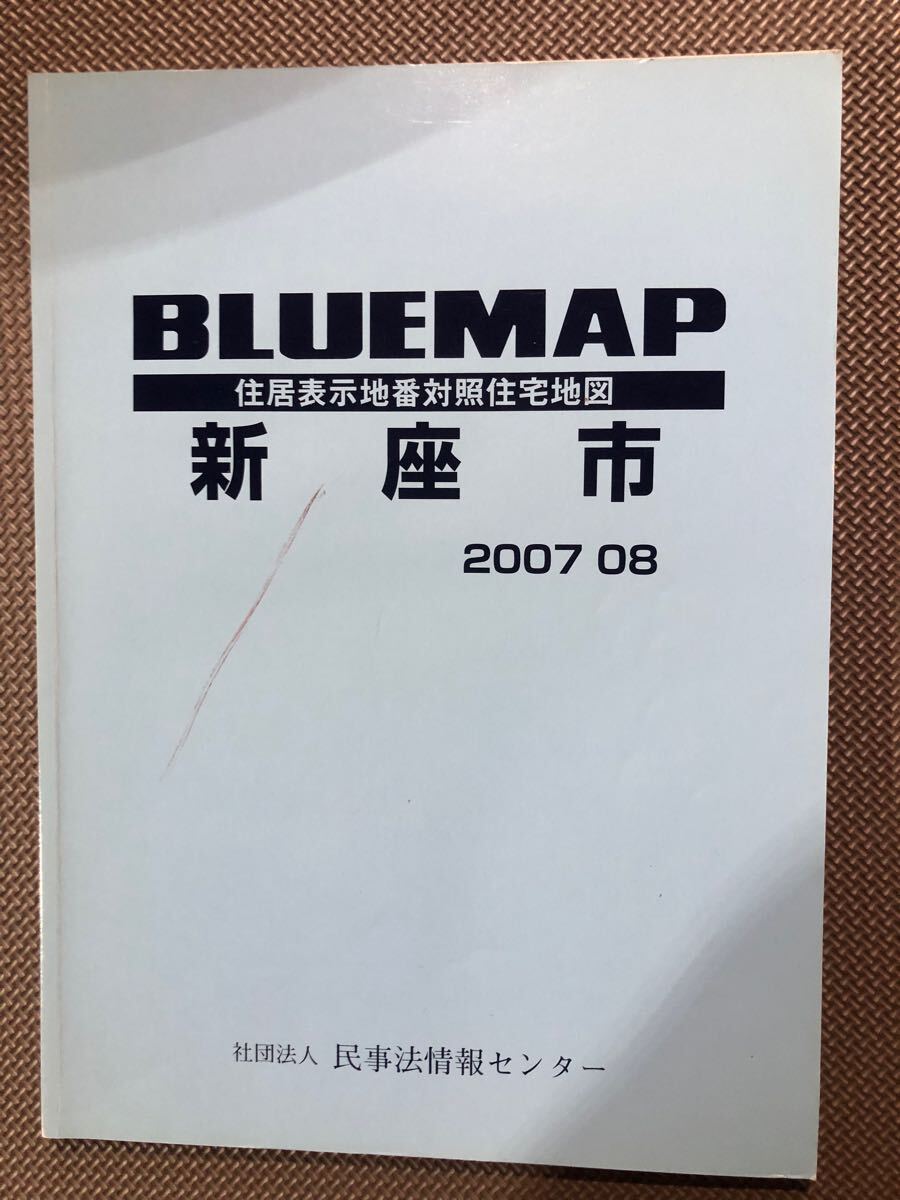 BLUEMAP
住居表示地番対照住宅地図
新座市
2007 08
社団法人 民事法情報センター